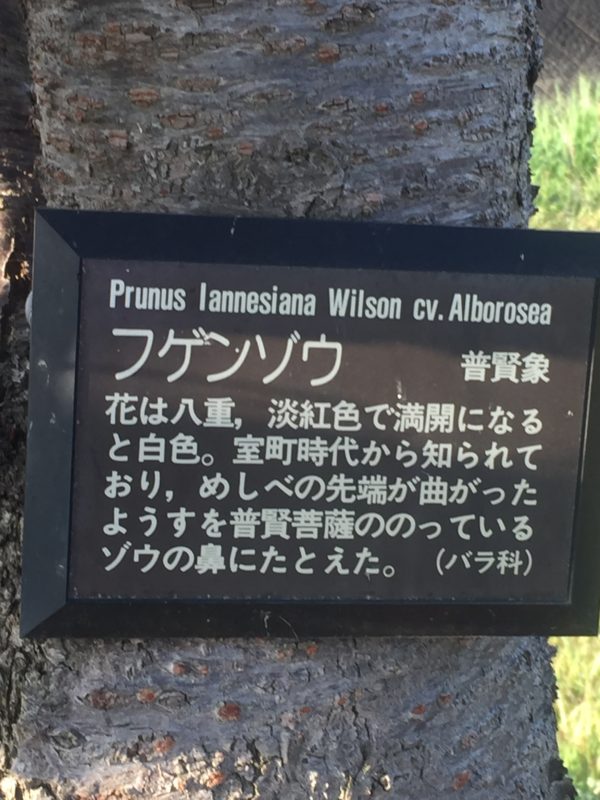 Prunus lannesiana Wilson cv. Alborosea
フゲンゾウ 普賢象
花は八重，淡紅色で満開になる
と白色。室町時代から知られて
おり，めしべの先端が曲がった
ようすを普賢菩薩ののっている
ゾウの鼻にたとえた。（バラ科）